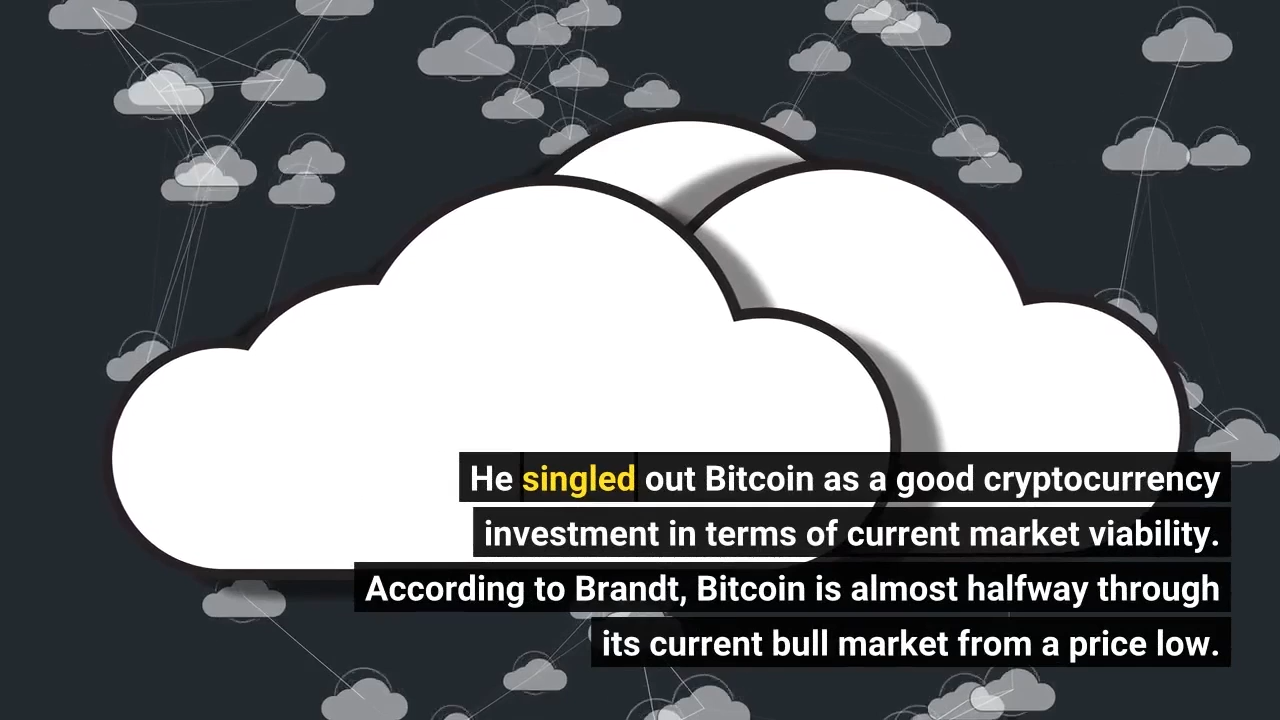 He singled out Bitcoin as a good cryptocurrency
investment in terms of current market viability.
According to Brandt, Bitcoin is almost halfway through
its current bull market from a price low.